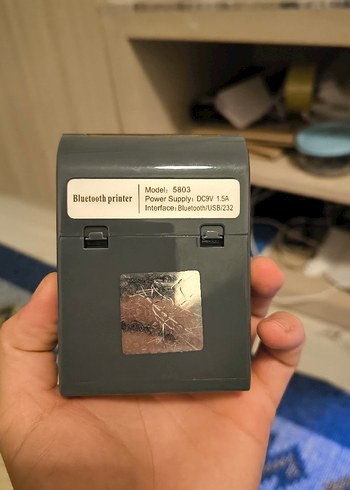 Bluetooth printer
Model: 5803
Power Supply: DC9V 1.5A
Interface: Bluetooth/USB/232